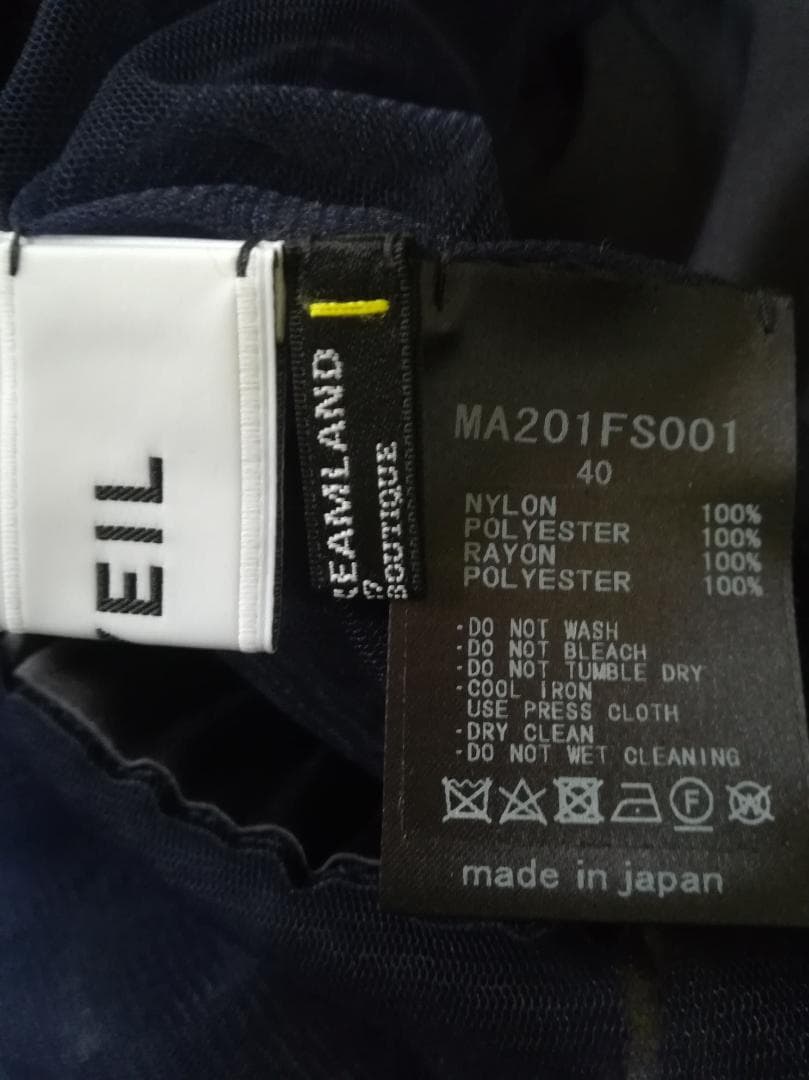 YEIL
EAMLAND
BOUTIQUE
MA201FS001
40
NYLON 100%
POLYESTER 100%
RAYON 100%
POLYESTER 100%
·DO NOT WASH
·DO NOT BLEACH
·DO NOT TUMBLE DRY
·COOL IRON
USE PRESS CLOTH
·DRY CLEAN
·DO NOT WET CLEANING
F W
made in japan